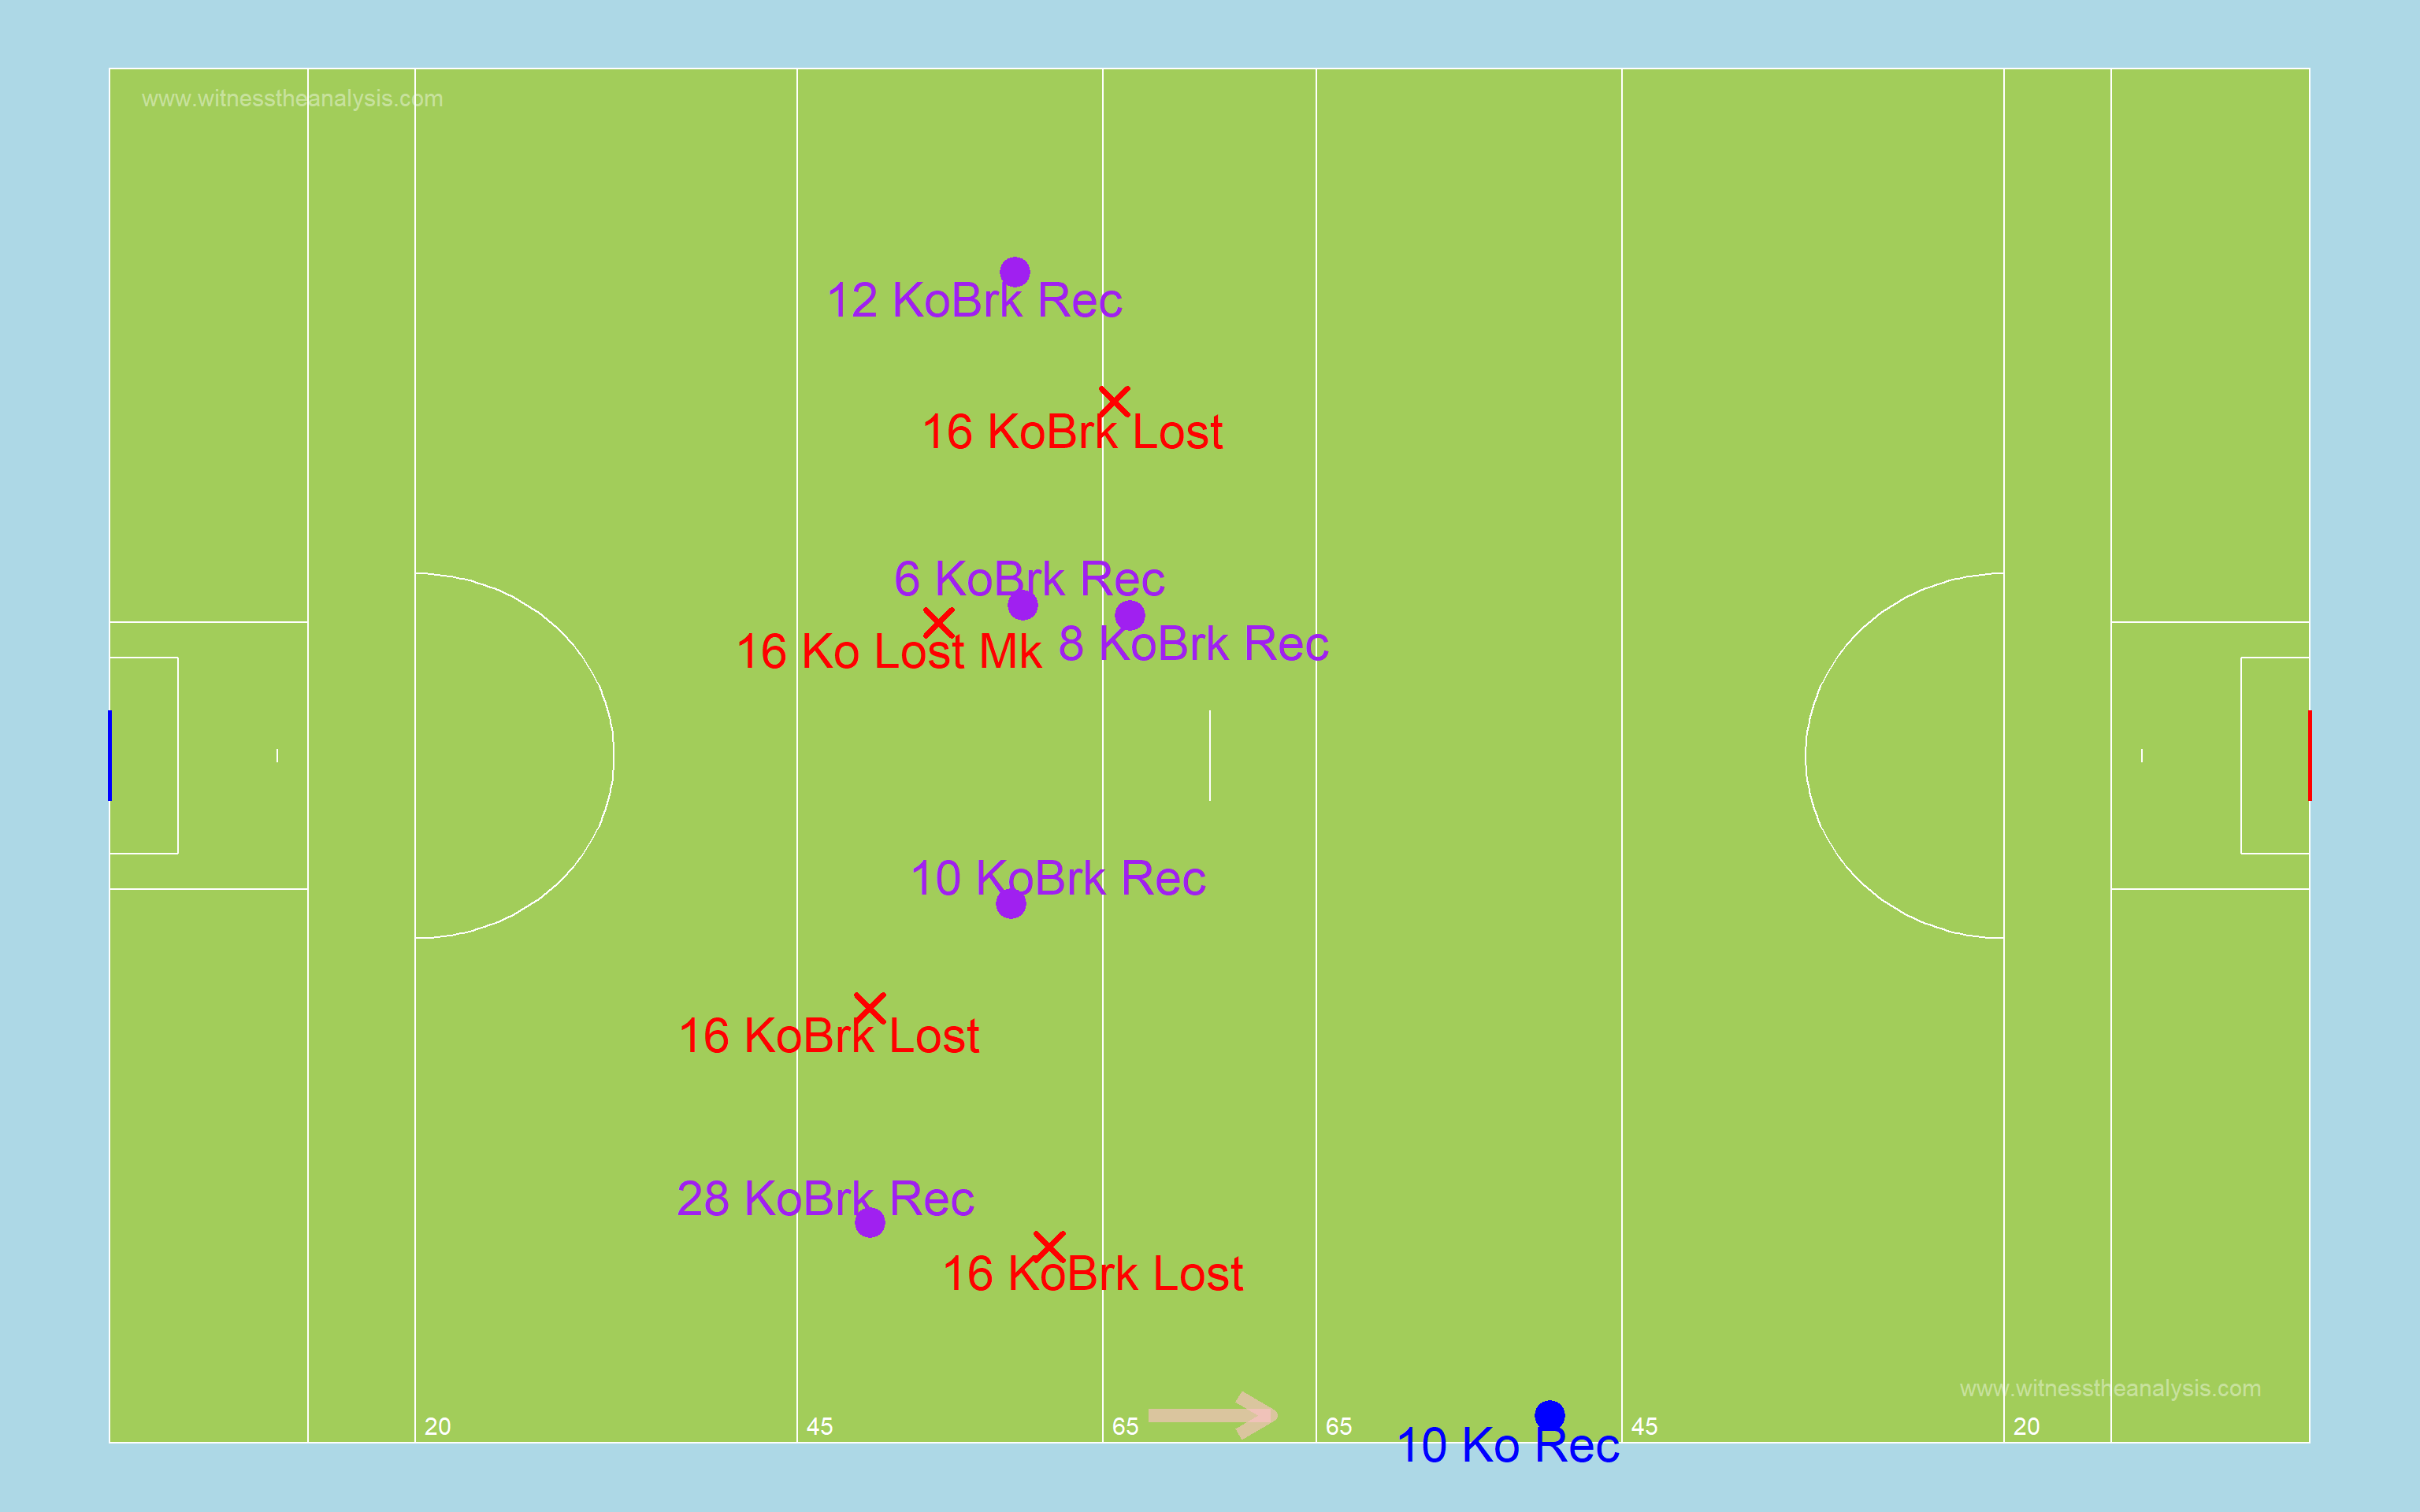 www.witnesstheanalysis.com
12 KoBrk Rec
16 KoBrk Lost
6 KoBrk Rec
16 Ko Lost Mk
8 KoBrk Rec
10 KoBrk Rec
16 KoBrk Lost
28 KoBrk Rec
16 KoBrk Lost
www.witnesstheanalysis.com
20
45
65
65
45
20
10 Ko Rec